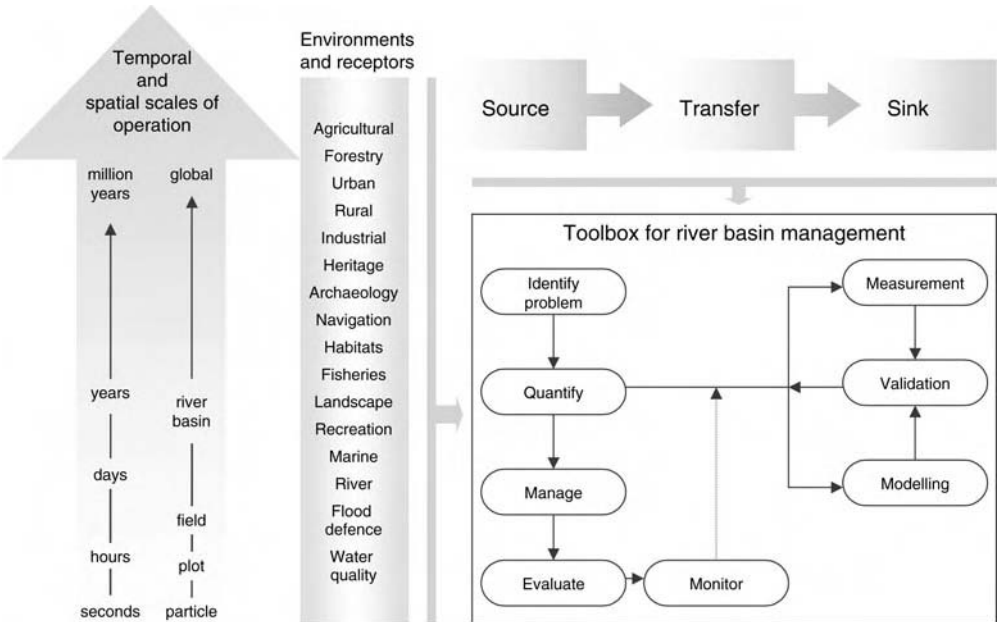 Temporal
and
spatial scales of
operation
million
years
years
days
hours
seconds
global
river
basin
field
plot
particle
Environments
and receptors
Agricultural
Forestry
Urban
Rural
Industrial
Heritage
Archaeology
Navigation
Habitats
Fisheries
Landscape
Recreation
Marine
River
Flood
defence
Water
quality
Source
Transfer
Sink
Toolbox for river basin management
Identify
problem
Quantify
Manage
Evaluate
Monitor
Measurement
Validation
Modelling